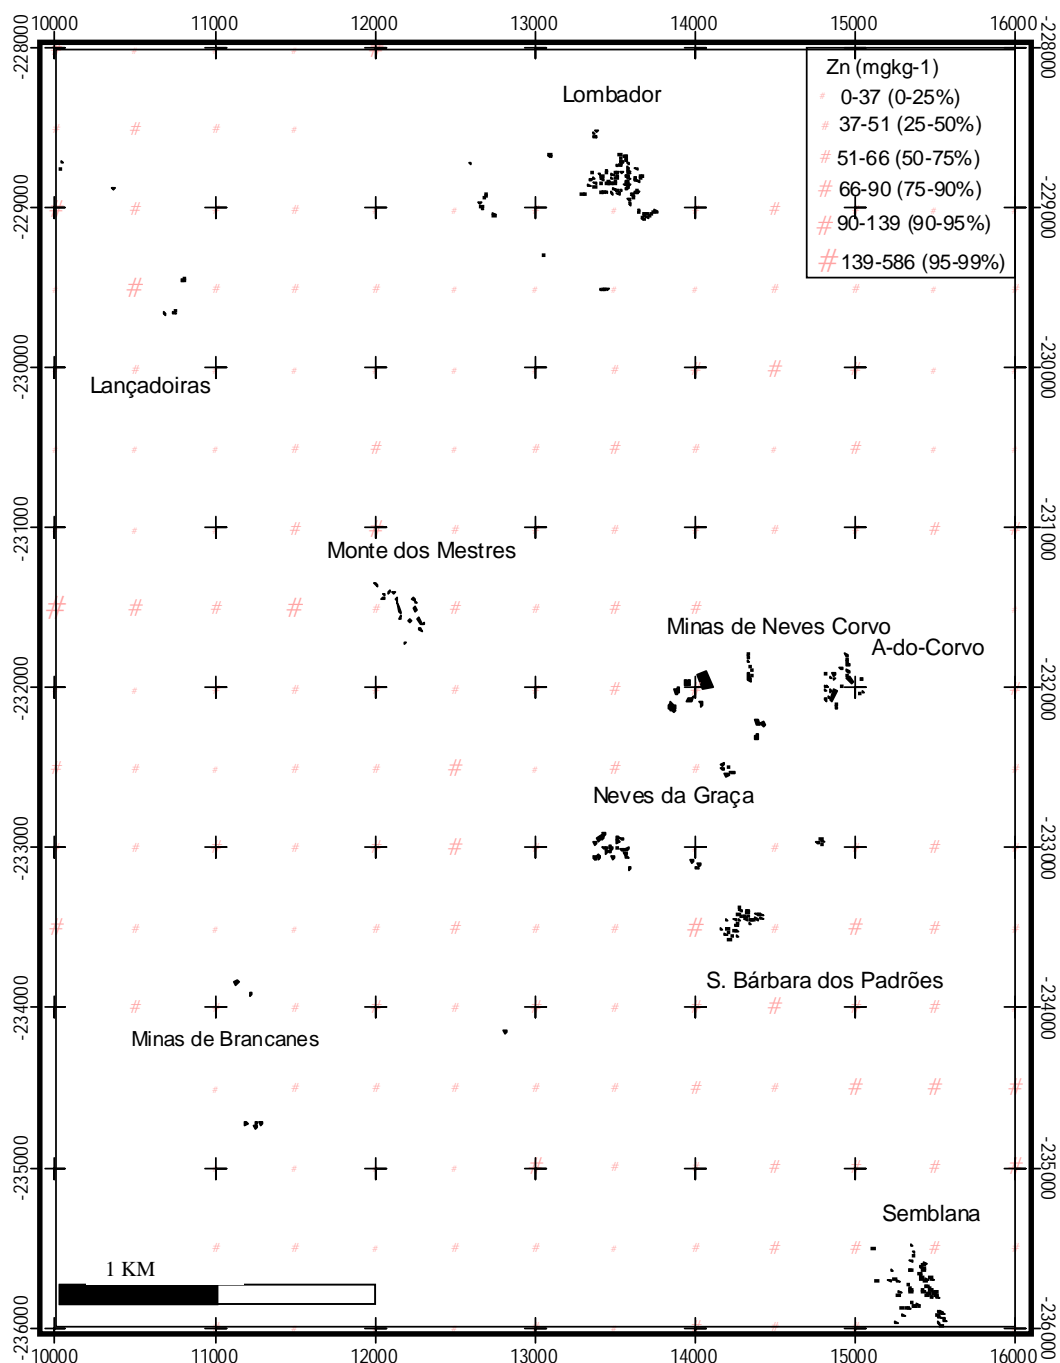 10000 11000 12000 13000 14000 15000 16000
-228000
-228000
Zn (mgkg-1)
# 0-37 (0-25%)
# 37-51 (25-50%)
# 51-66 (50-75%)
# 66-90 (75-90%)
# 90-139 (90-95%)
# 139-586 (95-99%)
Lombador
-229000
-229000
-230000
-230000
Lançadoiras
-231000
-231000
Monte dos Mestres
Minas de Neves Corvo
A-do-Corvo
-232000
-232000
Neves da Graça
-233000
-233000
S. Bárbara dos Padrões
-234000
-234000
Minas de Brancanes
-235000
-235000
Semblana
1 KM
-236000
-236000
10000 11000 12000 13000 14000 15000 16000